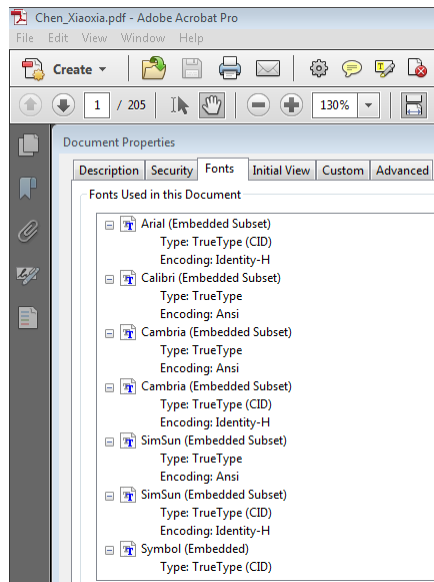 Chen_Xiaoxia.pdf - Adobe Acrobat Pro
File Edit View Window Help
Create
1 / 205 130%
Document Properties
Description Security Fonts Initial View Custom Advanced
Fonts Used in this Document
Arial (Embedded Subset)
Type: TrueType (CID)
Encoding: Identity-H
Calibri (Embedded Subset)
Type: TrueType
Encoding: Ansi
Cambria (Embedded Subset)
Type: TrueType
Encoding: Ansi
Cambria (Embedded Subset)
Type: TrueType (CID)
Encoding: Identity-H
SimSun (Embedded Subset)
Type: TrueType
Encoding: Ansi
SimSun (Embedded Subset)
Type: TrueType (CID)
Encoding: Identity-H
Symbol (Embedded)
Type: TrueType (CID)